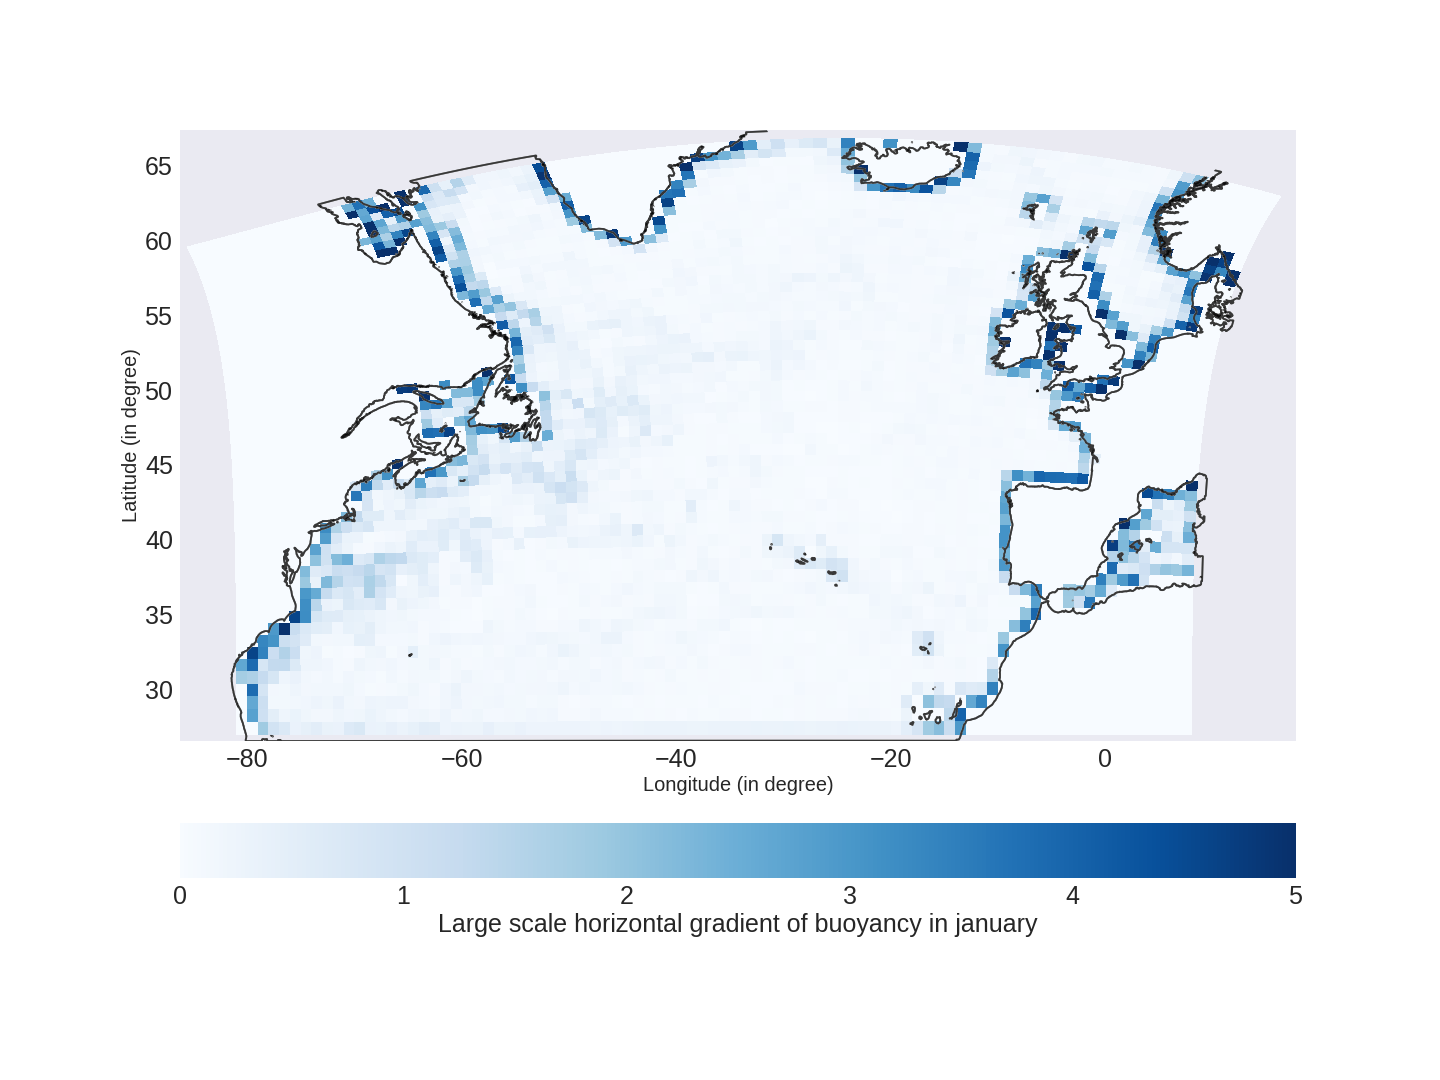 65
60
55
50
45
40
35
30
Latitude (in degree)
−80 −60 −40 −20 0
Longitude (in degree)
0 1 2 3 4 5
Large scale horizontal gradient of buoyancy in january